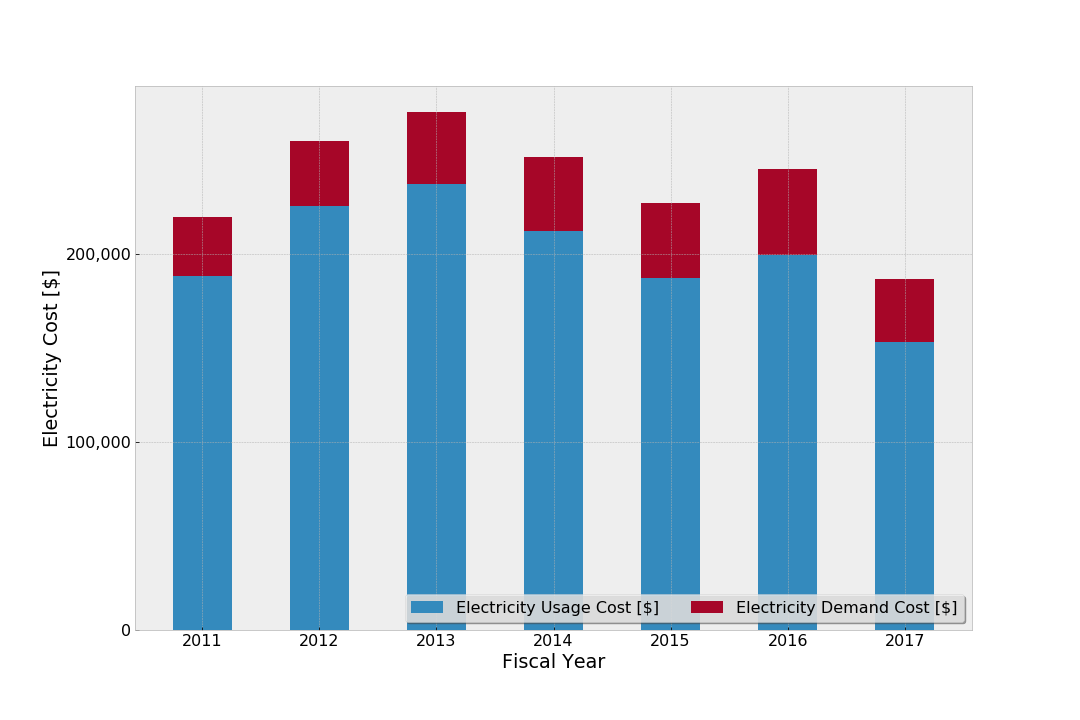 Electricity Cost [$]
200,000
100,000
0
Electricity Usage Cost [$] Electricity Demand Cost [$]
2011 2012 2013 2014 2015 2016 2017
Fiscal Year